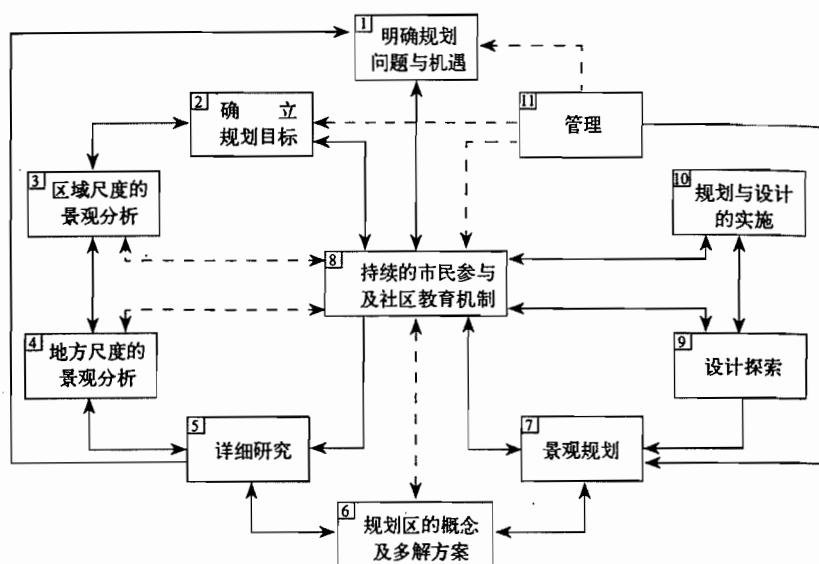 1
明确规划
问题与机遇
2
确 立
规划目标
11
管理
3
区域尺度的
景观分析
10
规划与设计
的实施
8
持续的市民参与
及社区教育机制
4
地方尺度的
景观分析
9
设计探索
5
详细研究
7
景观规划
6
规划区的概念
及多解方案